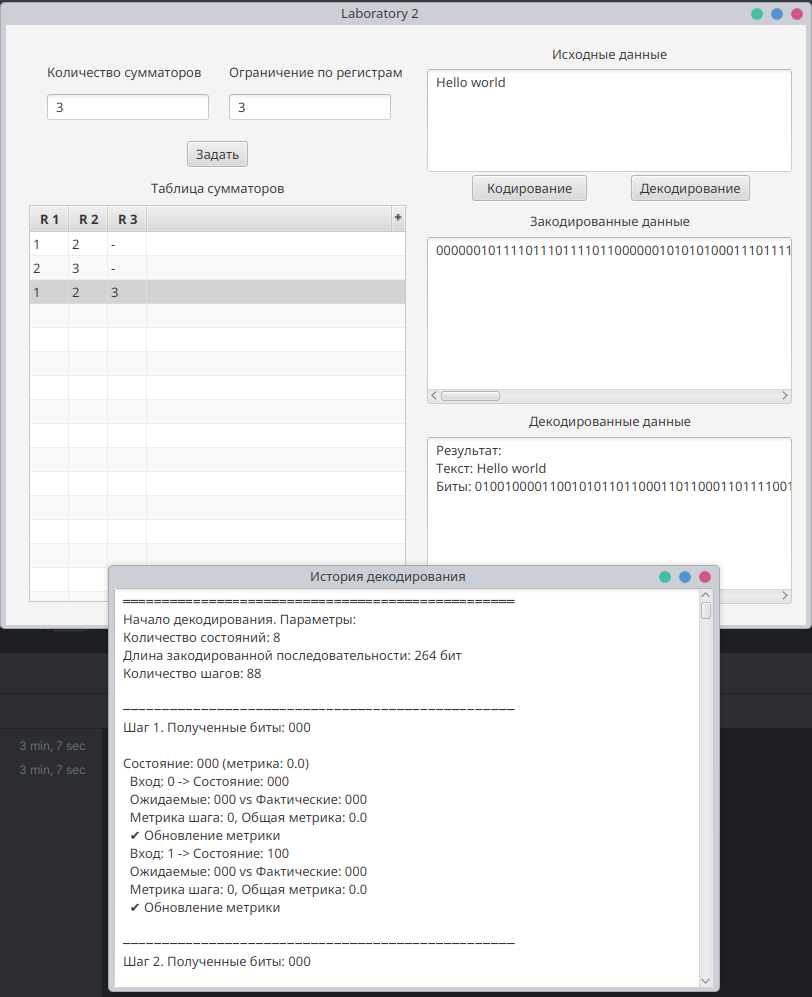 Laboratory 2
Количество сумматоров
Ограничение по регистрам
3
3
Задать
Таблица сумматоров
R 1 R 2 R 3 +
1 2 -
2 3 -
1 2 3
Исходные данные
Hello world
Кодирование
Декодирование
Закодированные данные
000000101111011101111011000000101010100011101111
Декодированные данные
Результат:
Текст: Hello world
Биты: 0100100001100101011011000110110001101111001
История декодирования
==================================================
Начало декодирования. Параметры:
Количество состояний: 8
Длина закодированной последовательности: 264 бит
Количество шагов: 88
--------------------------------------------------
Шаг 1. Полученные биты: 000
Состояние: 000 (метрика: 0.0)
Вход: 0 -> Состояние: 000
Ожидаемые: 000 vs Фактические: 000
Метрика шага: 0, Общая метрика: 0.0
✔ Обновление метрики
Вход: 1 -> Состояние: 100
Ожидаемые: 000 vs Фактические: 000
Метрика шага: 0, Общая метрика: 0.0
✔ Обновление метрики
--------------------------------------------------
Шаг 2. Полученные биты: 000
3 min, 7 sec
3 min, 7 sec